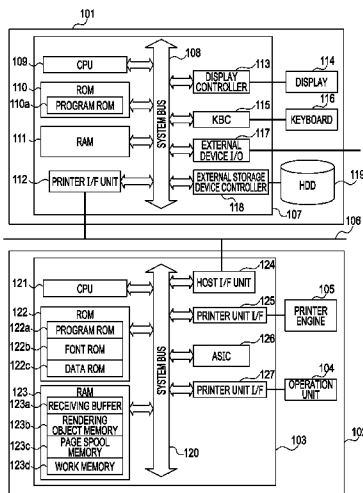 101
108
113
114
109
CPU
110
ROM
110a
PROGRAM ROM
SYSTEM BUS
DISPLAY
CONTROLLER
DISPLAY
115
116
KBC
KEYBOARD
117
111
RAM
EXTERNAL
DEVICE I/O
112
PRINTER I/F UNIT
EXTERNAL STORAGE
DEVICE CONTROLLER
HDD
119
118
107
106
124
121
CPU
HOST I/F UNIT
125
105
122
ROM
122a
PROGRAM ROM
122b
FONT ROM
122c
DATA ROM
PRINTER UNIT I/F
PRINTER
ENGINE
126
ASIC
SYSTEM BUS
127
104
123
RAM
123a
RECEIVING BUFFER
123b
RENDERING
OBJECT MEMORY
123c
PAGE SPOOL
MEMORY
123d
WORK MEMORY
PRINTER UNIT I/F
OPERATION
UNIT
120
103
102